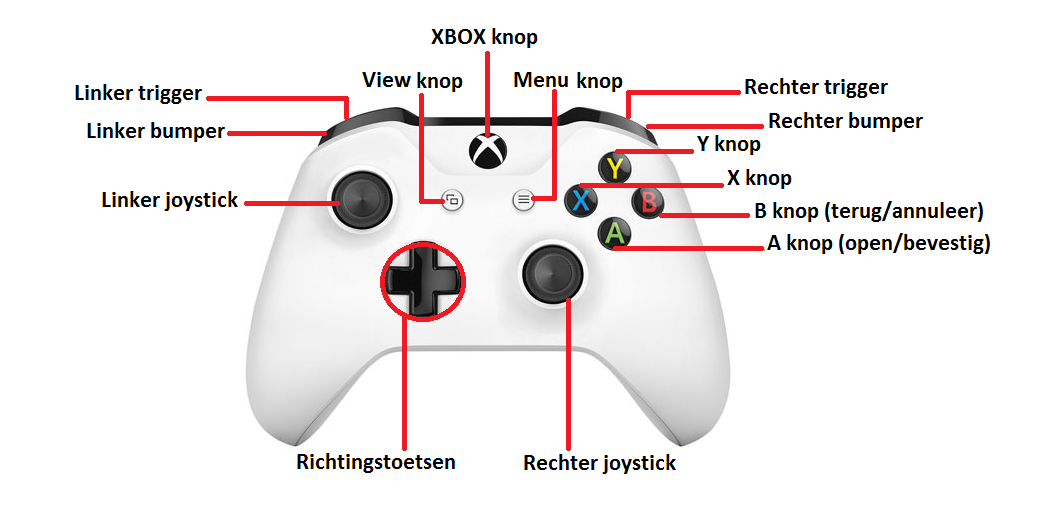 XBOX knop
View knop
Menu knop
Linker trigger
Rechter trigger
Linker bumper
Rechter bumper
Y knop
Y
X knop
Linker joystick
X
B
B knop (terug/annuleer)
A
A knop (open/bevestig)
Richtingstoetsen
Rechter joystick